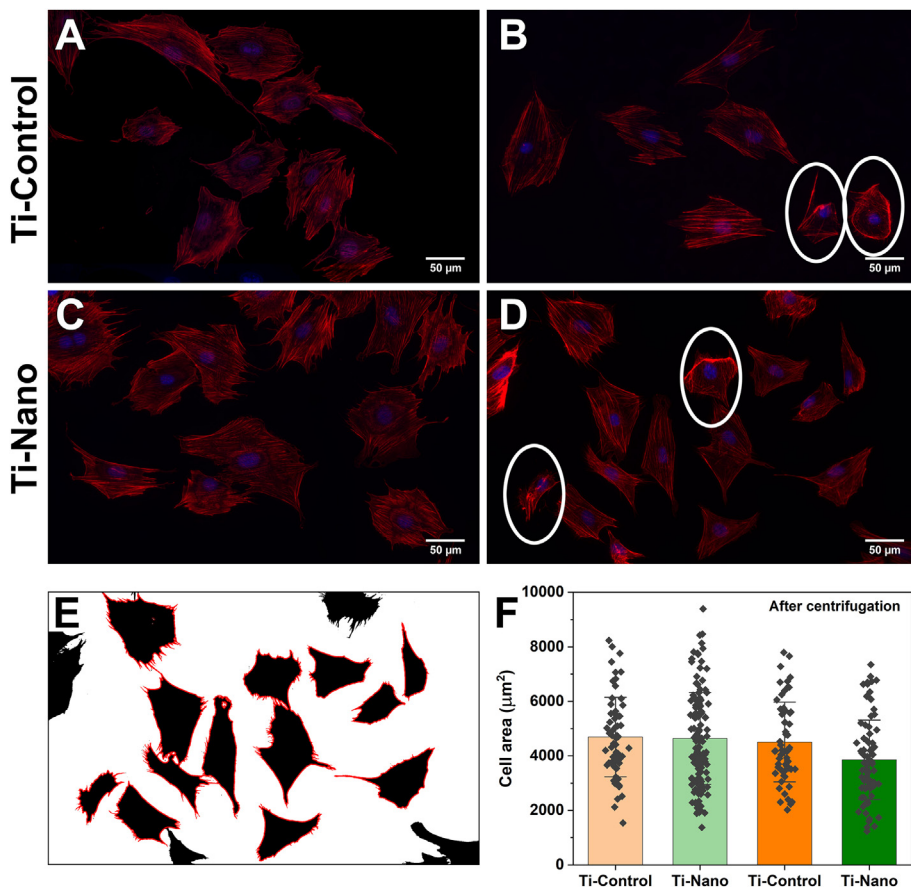 Ti-Control
A
50 µm
B
50 µm
Ti-Nano
C
50 µm
D
50 µm
E
F
After centrifugation
Cell area (µm²)
10000
8000
6000
4000
2000
0
Ti-Control Ti-Nano Ti-Control Ti-Nano